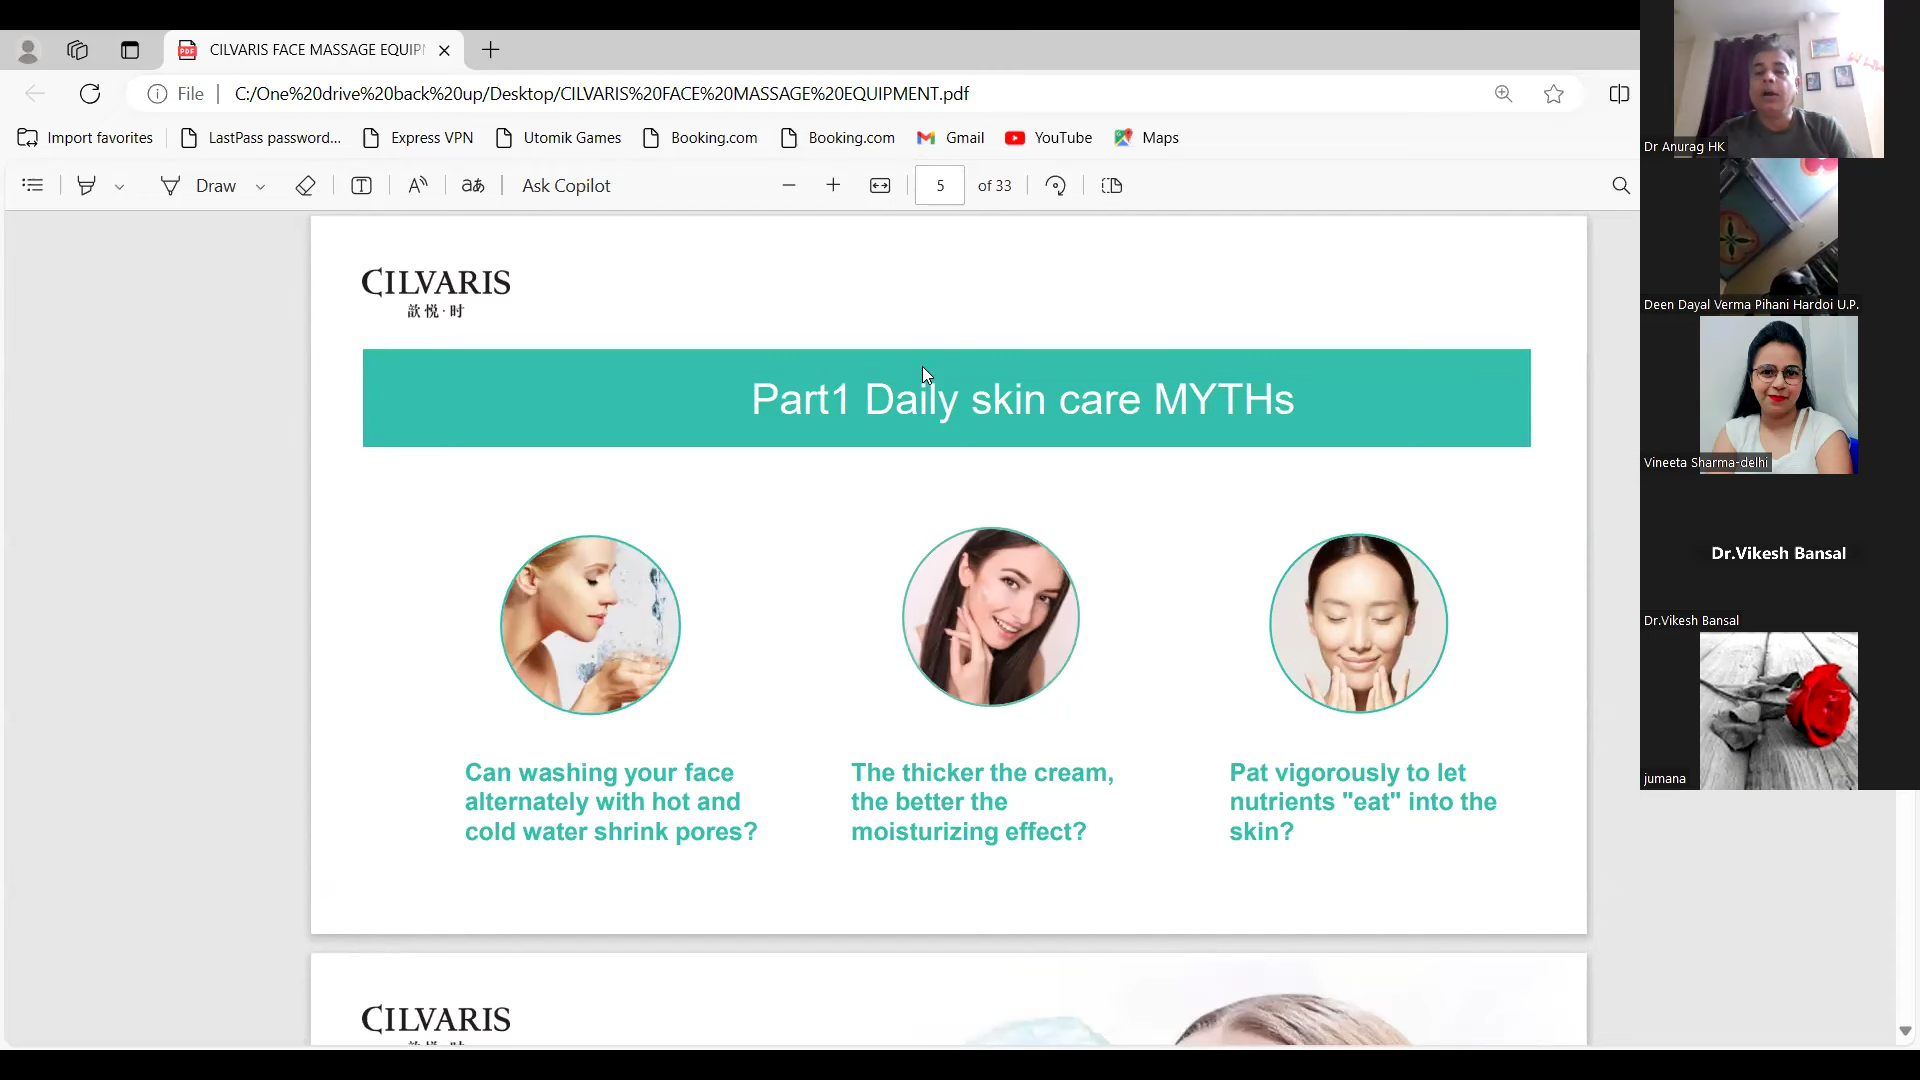 CILVARIS FACE MASSAGE EQUIP
File
C:/One%20drive%20back%20up/Desktop/CILVARIS%20FACE%20MASSAGE%20EQUIPMENT.pdf
Import favorites
LastPass password...
Express VPN
Utomik Games
Booking.com
Booking.com
Gmail
YouTube
Maps
Draw
Ask Copilot
5
of 33
CILVARIS
歆悦·时
Part1 Daily skin care MYTHs
Can washing your face
alternately with hot and
cold water shrink pores?
The thicker the cream,
the better the
moisturizing effect?
Pat vigorously to let
nutrients "eat" into the
skin?
CILVARIS
Dr Anurag HK
Deen Dayal Verma Pihani Hardoi U.P.
Vineeta Sharma-delhi
Dr.Vikesh Bansal
Dr.Vikesh Bansal
jumana